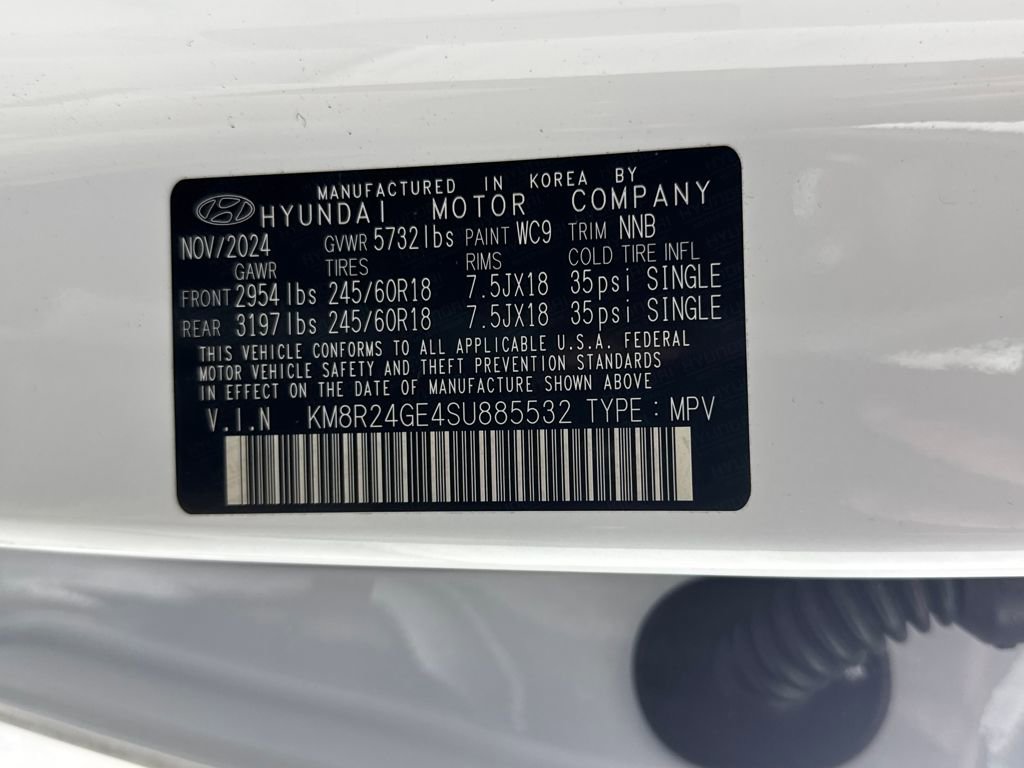 MANUFACTURED IN KOREA BY
HYUNDAI MOTOR COMPANY
NOV/2024 GVWR 5732lbs PAINT WC9 TRIM NNB
GAWR TIRES RIMS COLD TIRE INFL
FRONT 2954lbs 245/60R18 7.5JX18 35psi SINGLE
REAR 3197lbs 245/60R18 7.5JX18 35psi SINGLE
THIS VEHICLE CONFORMS TO ALL APPLICABLE U.S.A. FEDERAL
MOTOR VEHICLE SAFETY AND THEFT PREVENTION STANDARDS
IN EFFECT ON THE DATE OF MANUFACTURE SHOWN ABOVE
V.I.N KM8R24GE4SU885532 TYPE : MPV